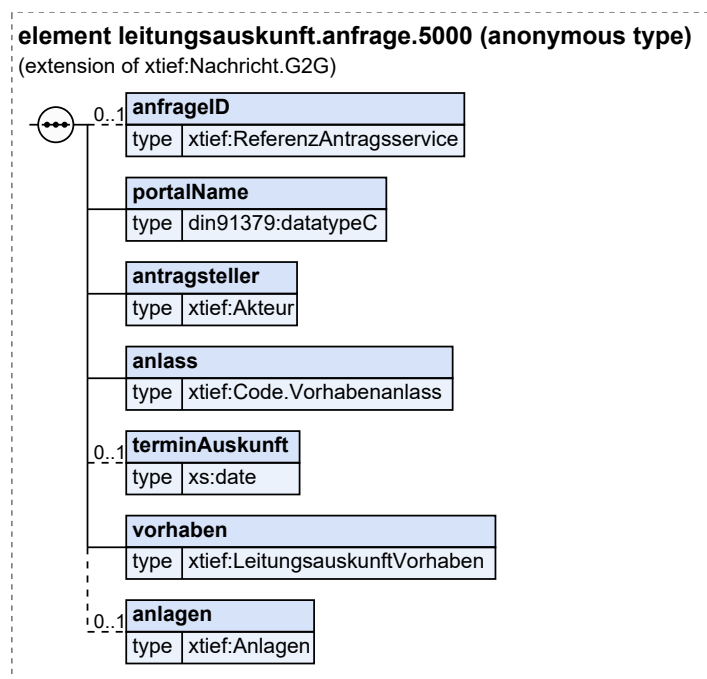 element leitungsauskunft.anfrage.5000 (anonymous type)
(extension of xtief:Nachricht.G2G)
0..1 anfrageID
type xtief:ReferenzAntragsservice
portalName
type din91379:datatypeC
antragsteller
type xtief:Akteur
anlass
type xtief:Code.Vorhabenanlass
0..1 terminAuskunft
type xs:date
vorhaben
type xtief:LeitungsauskunftVorhaben
0..1 anlagen
type xtief:Anlagen